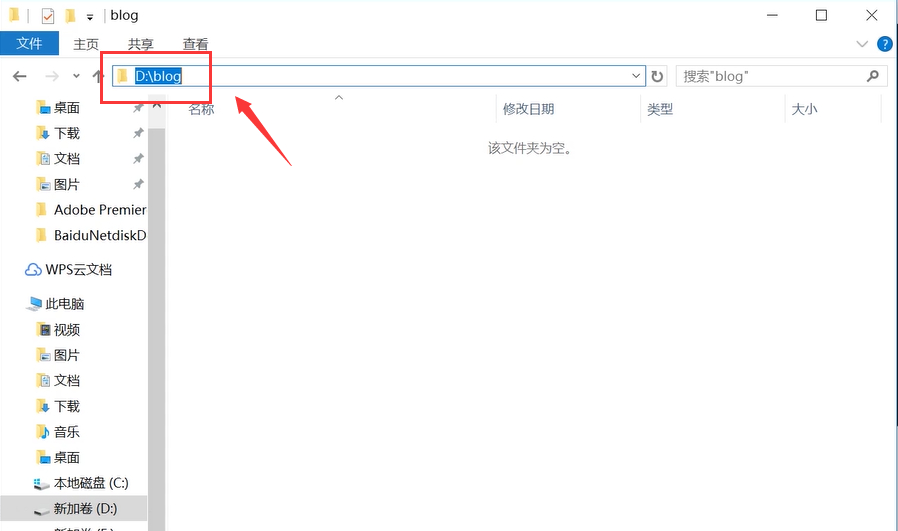 blog
文件 主页 共享 查看
D:\blog 搜索"blog"
名称 修改日期 类型 大小
该文件夹为空。
桌面
下载
文档
图片
Adobe Premier
BaiduNetdiskD
WPS云文档
此电脑
视频
图片
文档
下载
音乐
桌面
本地磁盘 (C:)
新加卷 (D:)